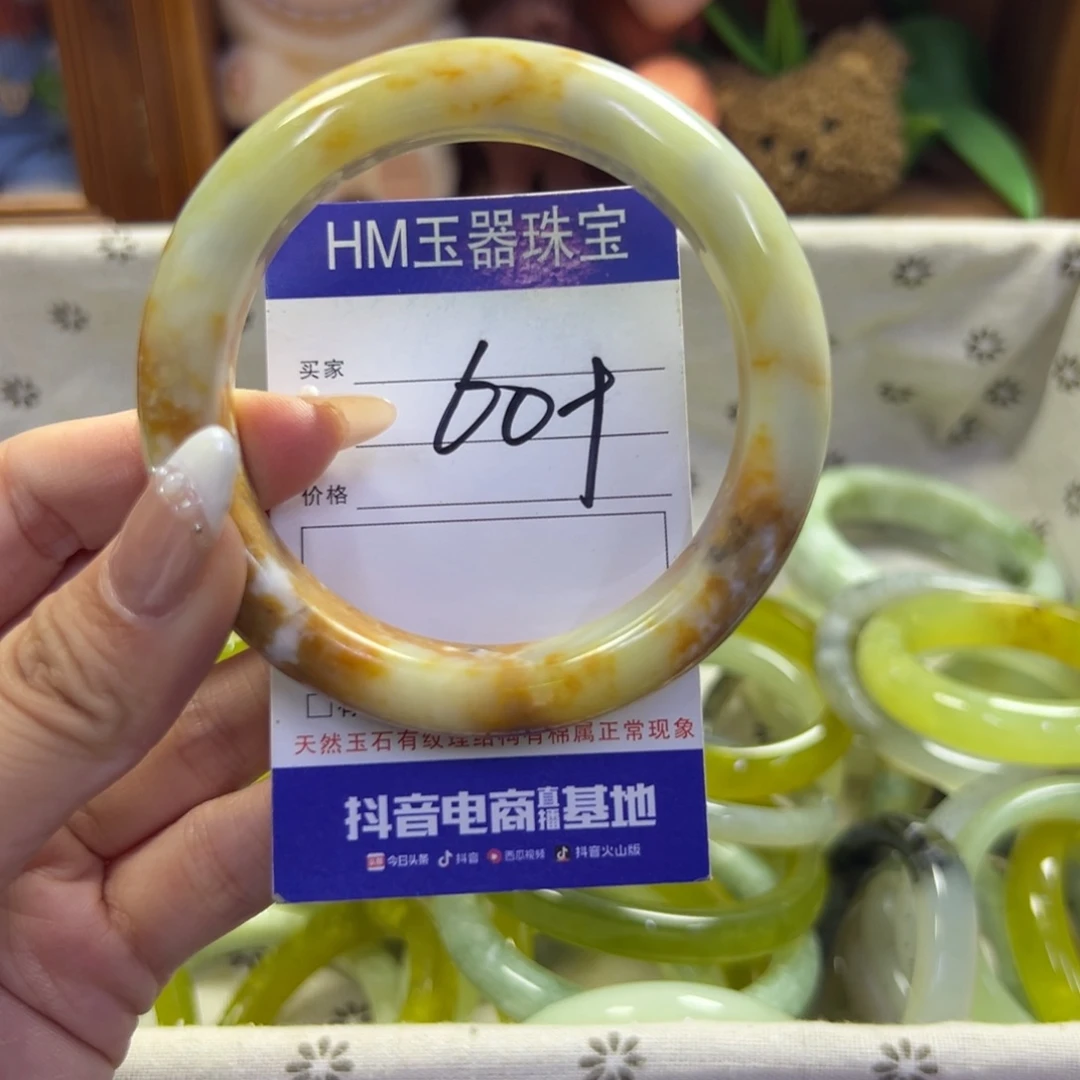 HM玉器珠宝
买家
60f
价格
天然玉石有纹理结构有棉属正常现象
抖音电商直播基地
今日头条 抖音 西瓜视频 抖音火山版